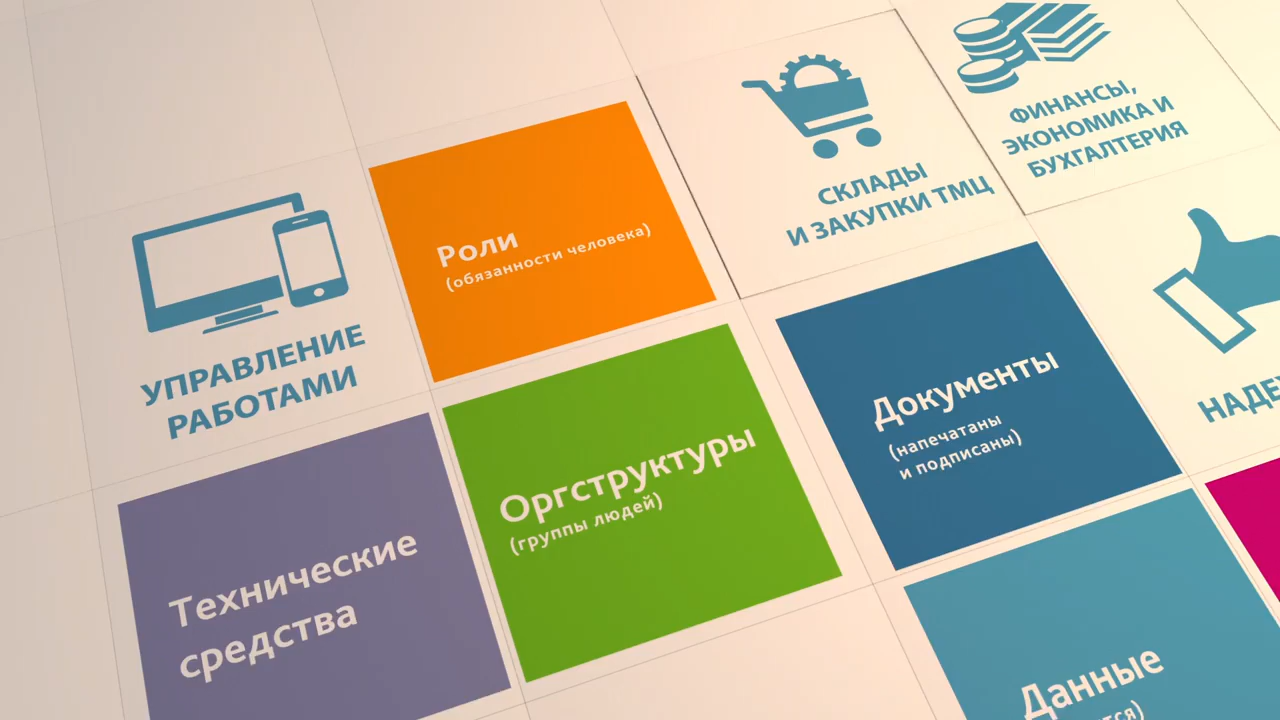 ФИНАНСЫ,
ЭКОНОМИКА И
БУХГАЛТЕРИЯ
СКЛАДЫ
И ЗАКУПКИ ТМЦ
Роли
(обязанности человека)
УПРАВЛЕНИЕ
РАБОТАМИ
Документы
(напечатаны
и подписаны)
Оргструктуры
(группы людей)
Технические
средства
Данные